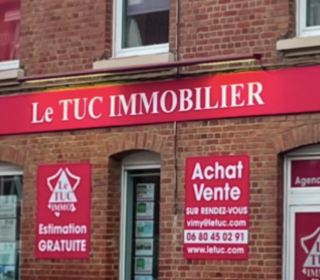 Le TUC IMMOBILIER
Le
TUC
IMMO
Estimation
GRATUITE
Achat
Vente
SUR RENDEZ-VOUS
vimy@letuc.com
06 80 45 02 91
www.letuc.com
Agence